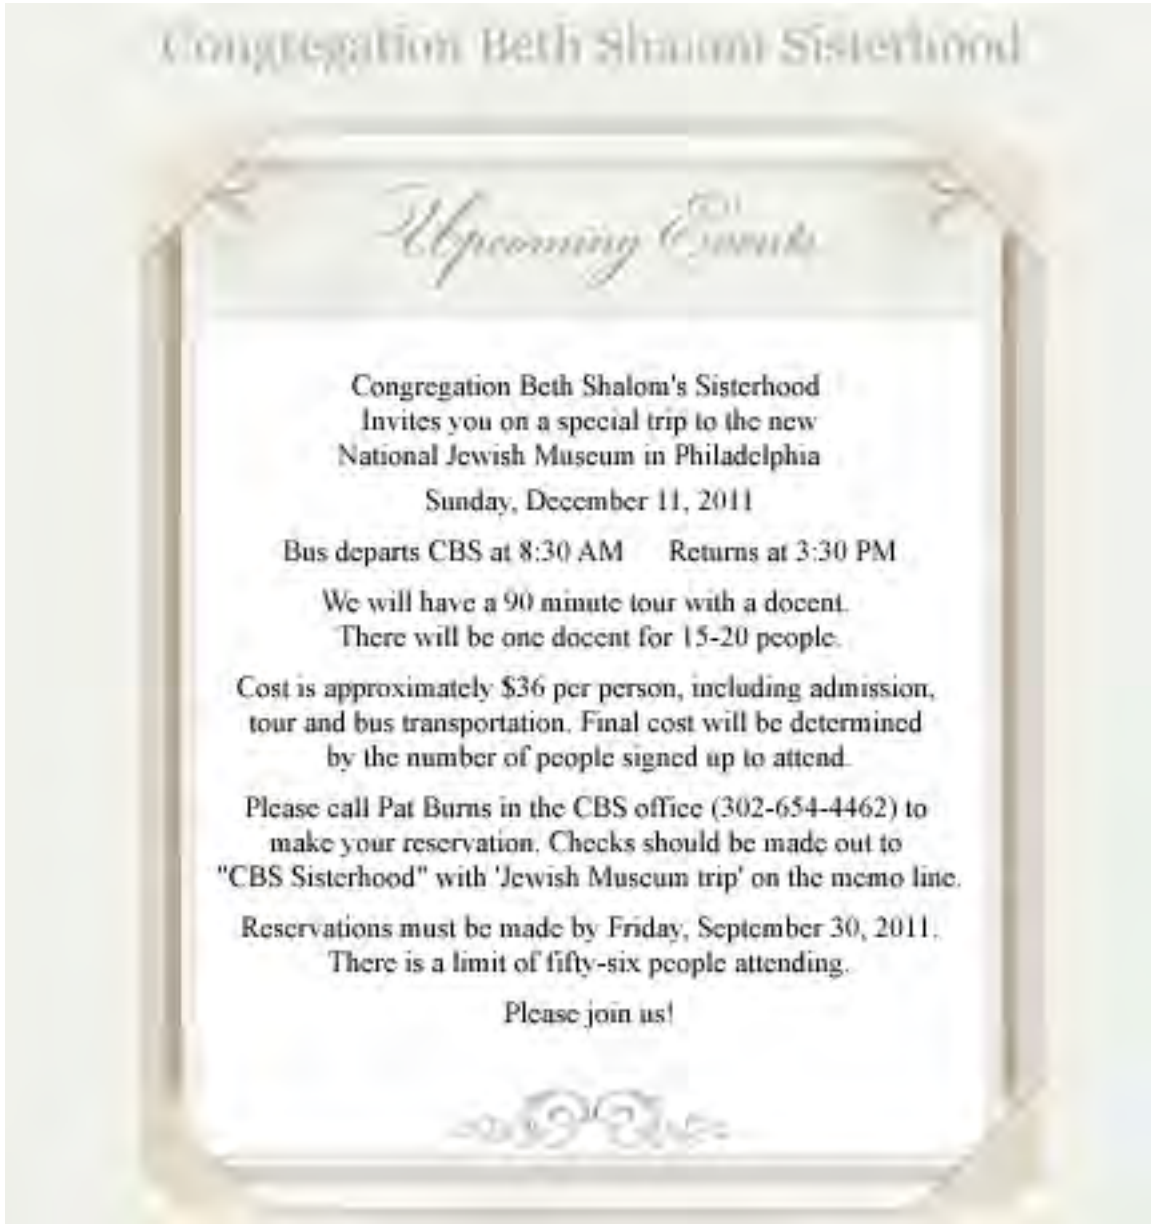 Congregation Beth Shalom Sisterhood
Upcoming Events
Congregation Beth Shalom's Sisterhood
Invites you on a special trip to the new
National Jewish Museum in Philadelphia
Sunday, December 11, 2011
Bus departs CBS at 8:30 AM Returns at 3:30 PM
We will have a 90 minute tour with a docent.
There will be one docent for 15-20 people.
Cost is approximately $36 per person, including admission,
tour and bus transportation. Final cost will be determined
by the number of people signed up to attend.
Please call Pat Burns in the CBS office (302-654-4462) to
make your reservation. Checks should be made out to
"CBS Sisterhood" with 'Jewish Museum trip' on the memo line.
Reservations must be made by Friday, September 30, 2011.
There is a limit of fifty-six people attending.
Please join us!